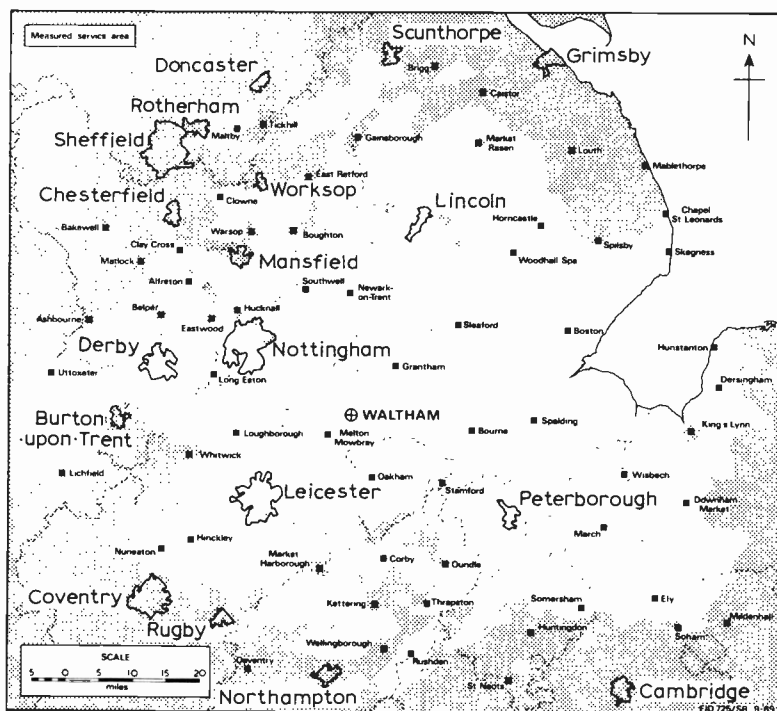 Measured service area
Scunthorpe
Grimsby
N
Brigg
Doncaster
Caistor
Rotherham
Tickhill
Maltby
Sheffield
Gainsborough
Market
Rasen
Louth
Mablethorpe
East Retford
Worksop
Chesterfield
Clowne
Lincoln
Chapel
St Leonards
Horncastle
Bakewell
Warsop
Boughton
Clay Cross
Spilsby
Skegness
Matlock
Mansfield
Woodhall Spa
Alfreton
Southwell
Newark-
on-Trent
Belper
Hucknall
Ashbourne
Eastwood
Sleaford
Boston
Hunstanton
Derby
Nottingham
Uttoxeter
Long Eaton
Grantham
Dersingham
Burton
-upon-Trent
WALTHAM
Loughborough
Melton
Mowbray
Bourne
Spalding
King's Lynn
Whitwick
Lichfield
Leicester
Oakham
Stamford
Wisbech
Peterborough
Downham
Market
March
Hinckley
Nuneaton
Market
Harborough
Corby
Oundle
Coventry
Kettering
Thrapston
Somersham
Ely
Rugby
Huntingdon
Soham
Mildenhall
Wellingborough
Rushden
SCALE
5 0 5 10 15 20
miles
Daventry
Northampton
St Neots
Cambridge